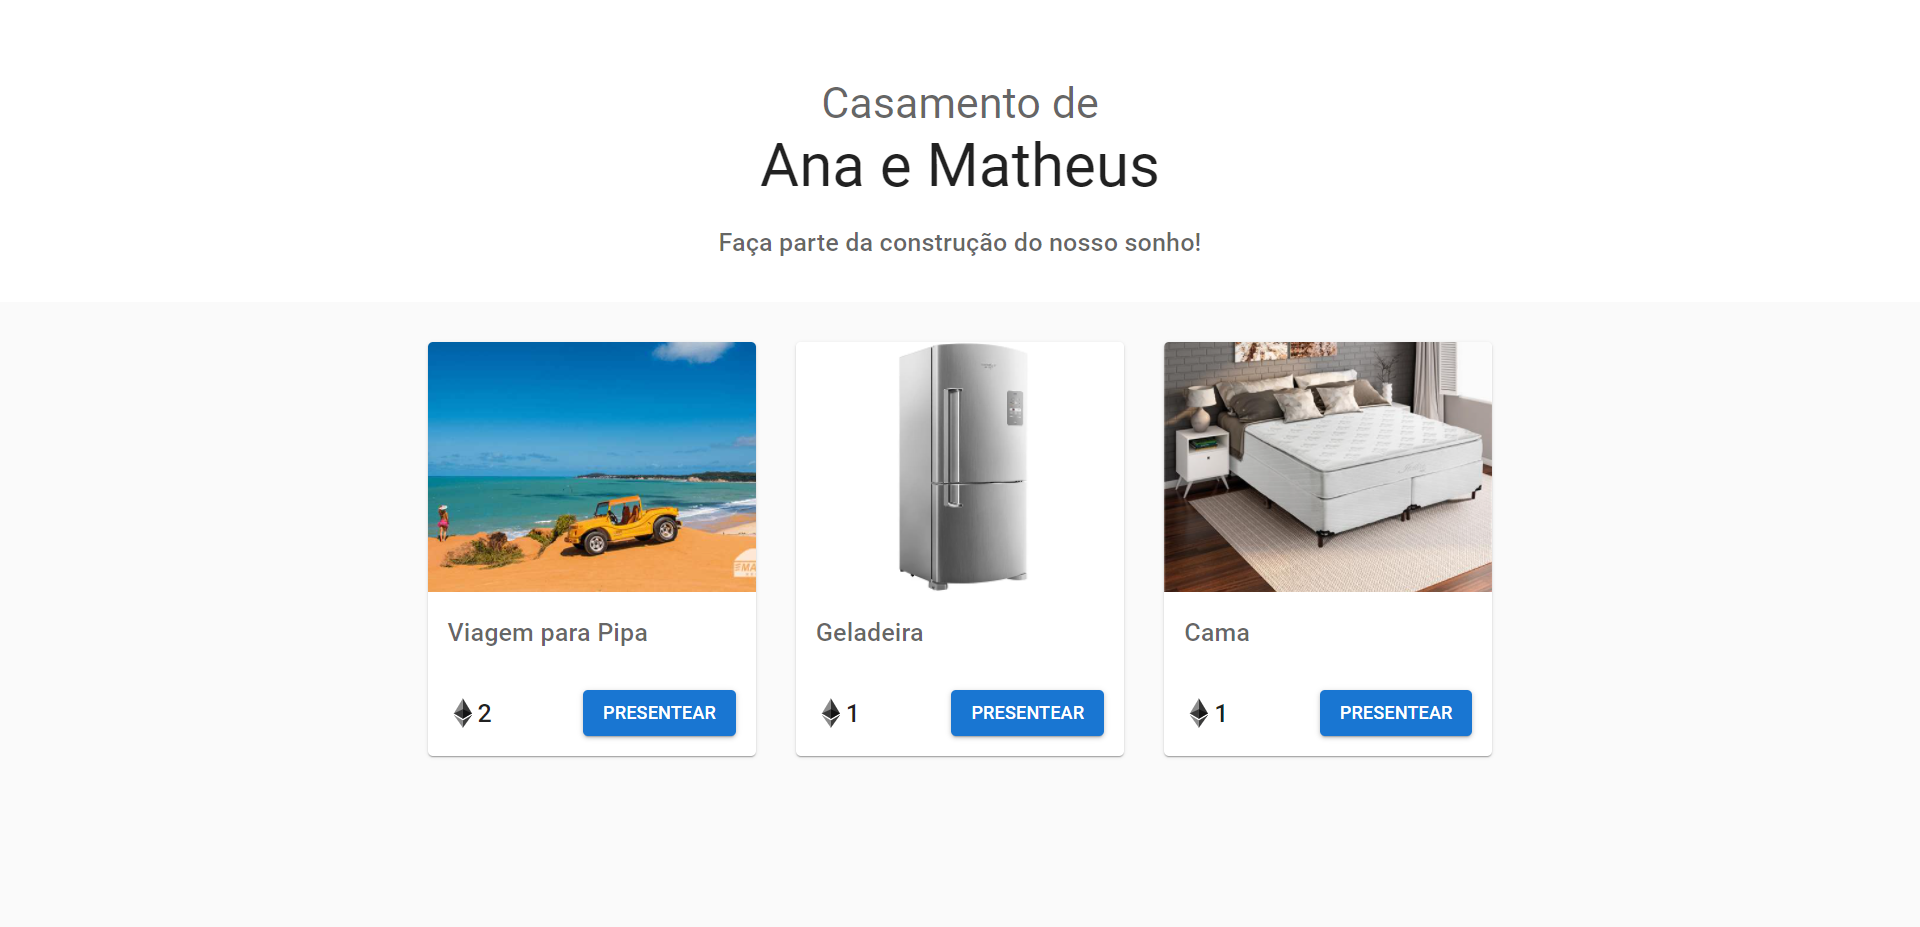 Casamento de
Ana e Matheus
Faça parte da construção do nosso sonho!
Viagem para Pipa
2
PRESENTEAR
Geladeira
1
PRESENTEAR
Cama
1
PRESENTEAR